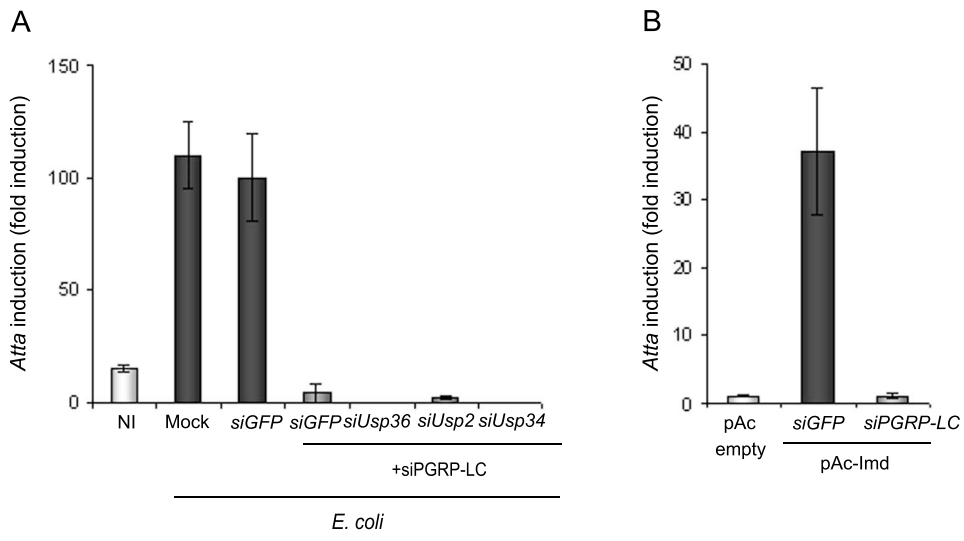 A
Atta induction (fold induction)
150
100
50
0
NI Mock siGFP siGFP siUsp36 siUsp2 siUsp34
+siPGRP-LC
E. coli
B
Atta induction (fold induction)
50
40
30
20
10
0
pAc
empty
siGFP siPGRP-LC
pAc-Imd